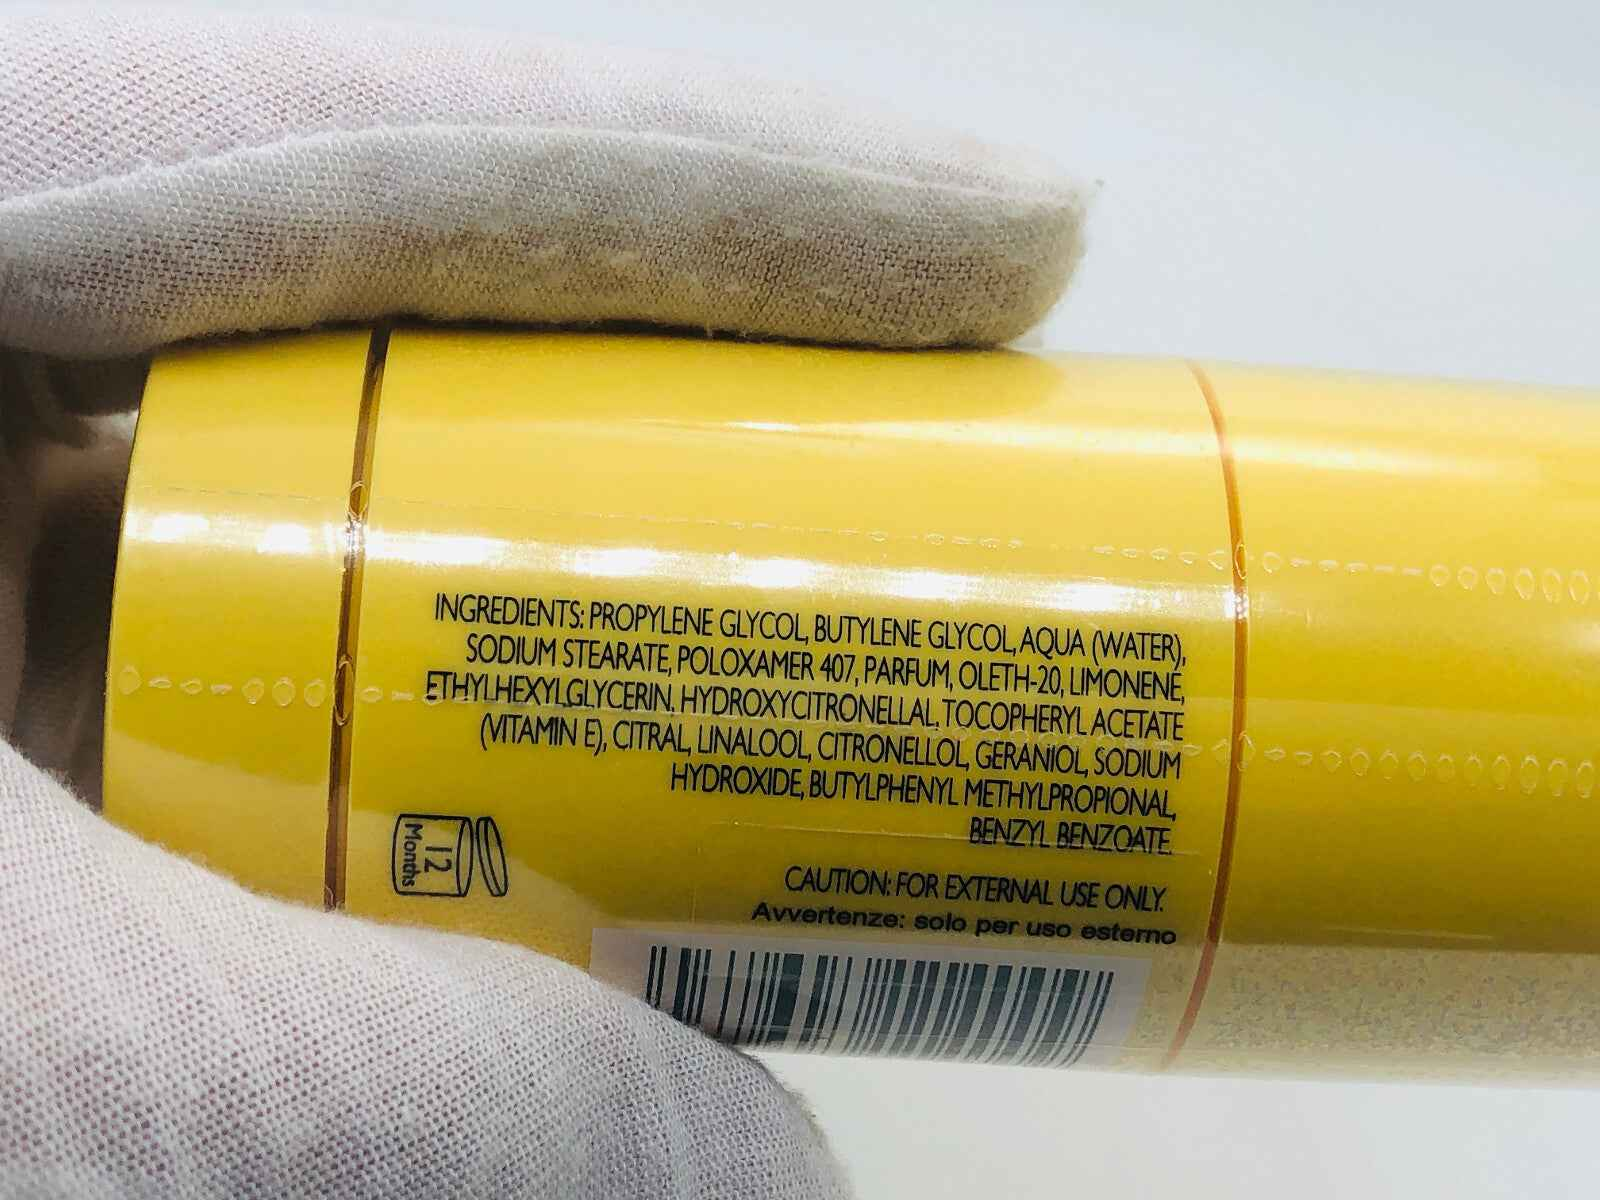 INGREDIENTS: PROPYLENE GLYCOL, BUTYLENE GLYCOL, AQUA (WATER),
SODIUM STEARATE, POLOXAMER 407, PARFUM, OLETH-20, LIMONENE,
ETHYLHEXYLGLYCERIN, HYDROXYCITRONELLAL, TOCOPHERYL ACETATE
(VITAMIN E), CITRAL, LINALOOL, CITRONELLOL, GERANIOL, SODIUM
HYDROXIDE, BUTYLPHENYL METHYLPROPIONAL,
BENZYL BENZOATE.
12
Months
CAUTION: FOR EXTERNAL USE ONLY.
Avvertenze: solo per uso esterno